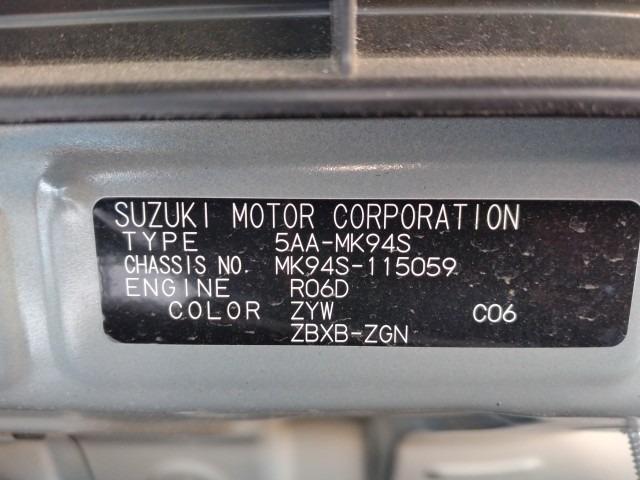 SUZUKI MOTOR CORPORATION
TYPE 5AA-MK94S
CHASSIS NO. MK94S-115059
ENGINE R06D
COLOR ZYW C06
ZBXB-ZGN